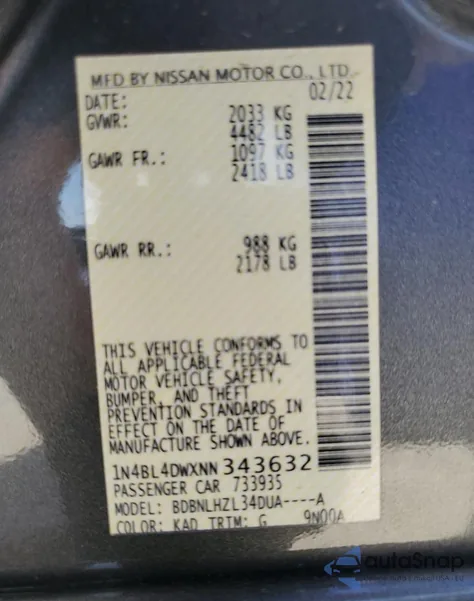 MFD BY NISSAN MOTOR CO., LTD.
DATE: 02/22
GVWR: 2033 KG
4482 LB
GAWR FR.: 1097 KG
2418 LB
GAWR RR.: 988 KG
2178 LB
THIS VEHICLE CONFORMS TO
ALL APPLICABLE FEDERAL
MOTOR VEHICLE SAFETY,
BUMPER, AND THEFT
PREVENTION STANDARDS IN
EFFECT ON THE DATE OF
MANUFACTURE SHOWN ABOVE.
1N4BL4DWXNN343632
PASSENGER CAR 733935
MODEL: BDBNLHZL34DUA----A
COLOR: KAD TRIM: G 9N00A
autoSnap